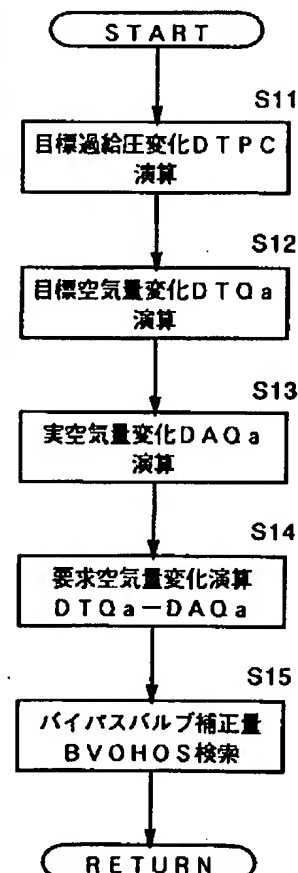 START
S11
目標過給圧変化DTPC
演算
S12
目標空気量変化DTQa
演算
S13
実空気量変化DAQa
演算
S14
要求空気量変化演算
DTQa－DAQa
S15
バイパスバルブ補正量
BVOHOS検索
RETURN